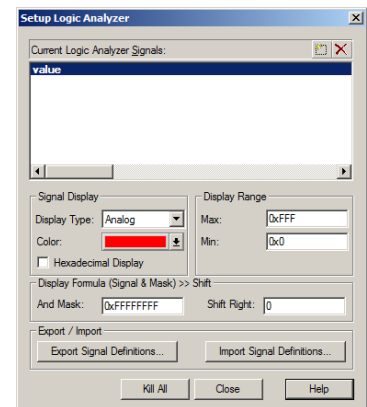 Setup Logic Analyzer
Current Logic Analyzer Signals:
value
Signal Display
Display Range
Display Type: Analog
Max: 0xFFF
Color:
Min: 0x0
Hexadecimal Display
Display Formula (Signal & Mask) >> Shift
And Mask: 0xFFFFFFFF
Shift Right: 0
Export / Import
Export Signal Definitions...
Import Signal Definitions...
Kill All
Close
Help